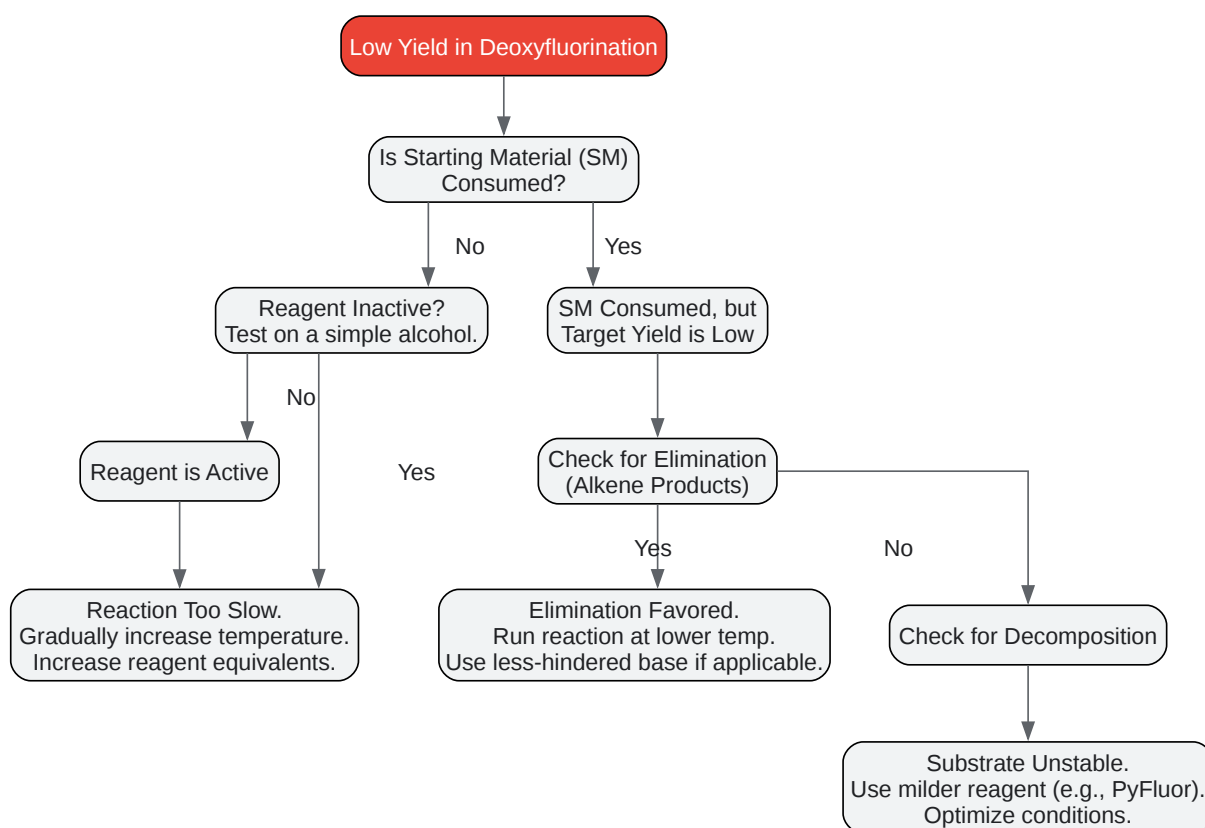 Low Yield in Deoxyfluorination
Is Starting Material (SM)
Consumed?
No
Yes
Reagent Inactive?
Test on a simple alcohol.
SM Consumed, but
Target Yield is Low
No
Reagent is Active
Yes
Check for Elimination
(Alkene Products)
Yes
No
Reaction Too Slow.
Gradually increase temperature.
Increase reagent equivalents.
Elimination Favored.
Run reaction at lower temp.
Use less-hindered base if applicable.
Check for Decomposition
Substrate Unstable.
Use milder reagent (e.g., PyFluor).
Optimize conditions.